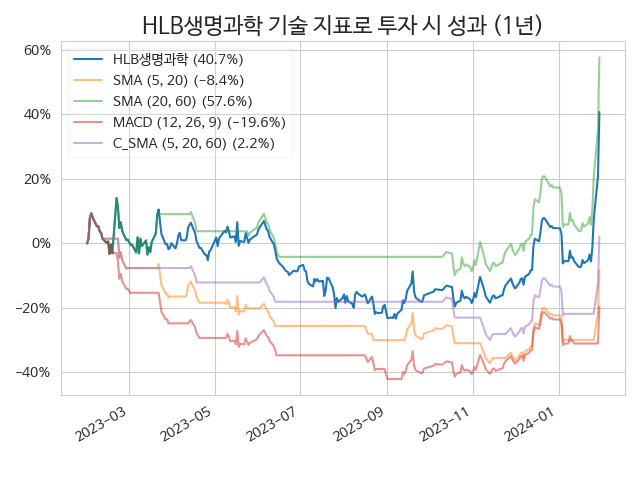 HLB생명과학 기술 지표로 투자 시 성과 (1년)
60%
40%
20%
0%
−20%
−40%
HLB생명과학 (40.7%)
SMA (5, 20) (−8.4%)
SMA (20, 60) (57.6%)
MACD (12, 26, 9) (−19.6%)
C_SMA (5, 20, 60) (2.2%)
2023-03
2023-05
2023-07
2023-09
2023-11
2024-01